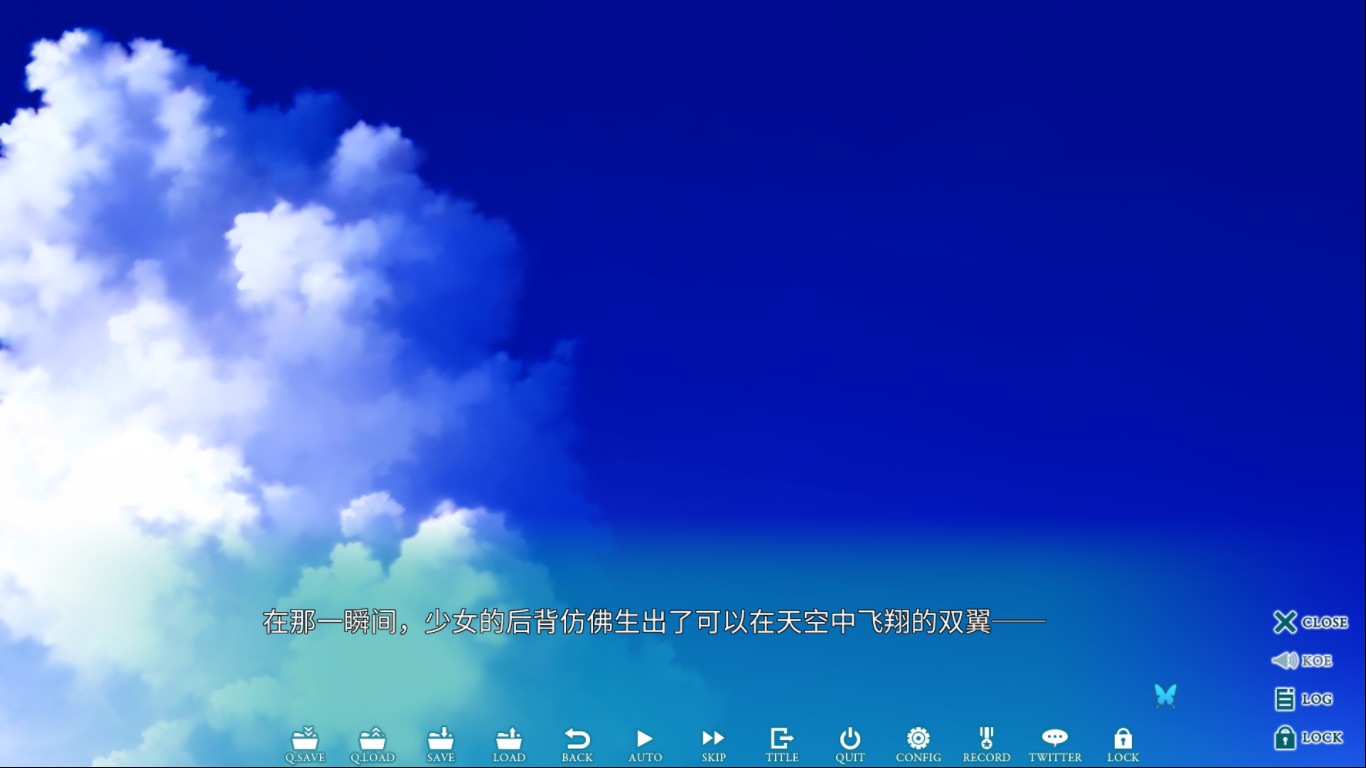 在那一瞬间，少女的后背仿佛生出了可以在天空中飞翔的双翼——
CLOSE
KOE
LOG
LOCK
Q.SAVE Q.LOAD SAVE LOAD BACK AUTO SKIP TITLE QUIT CONFIG RECORD TWITTER LOCK